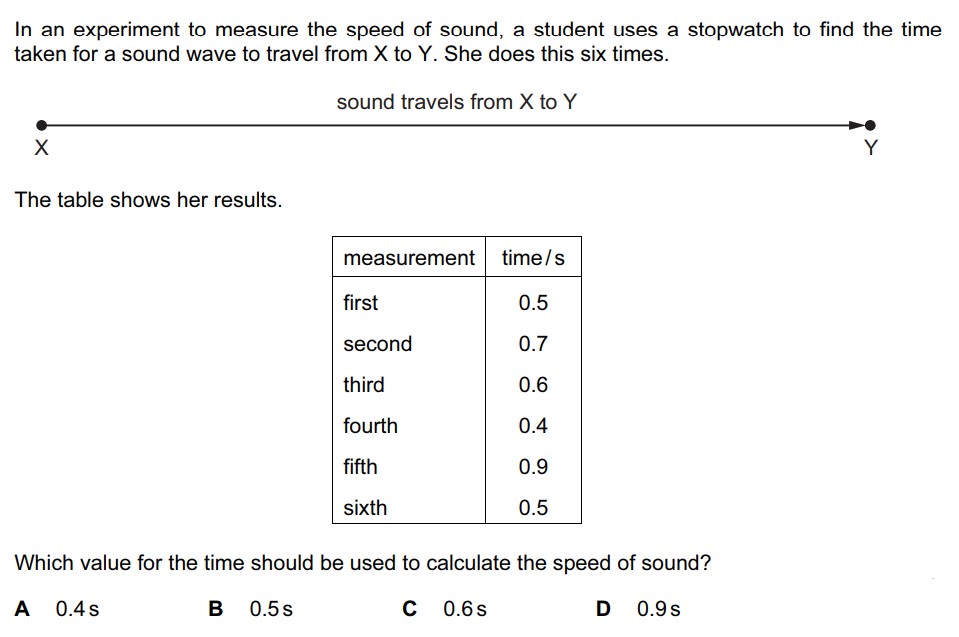 In an experiment to measure the speed of sound, a student uses a stopwatch to find the time
taken for a sound wave to travel from X to Y. She does this six times.
sound travels from X to Y
X Y
The table shows her results.
measurement time/s
first 0.5
second 0.7
third 0.6
fourth 0.4
fifth 0.9
sixth 0.5
Which value for the time should be used to calculate the speed of sound?
A 0.4s B 0.5s C 0.6s D 0.9s